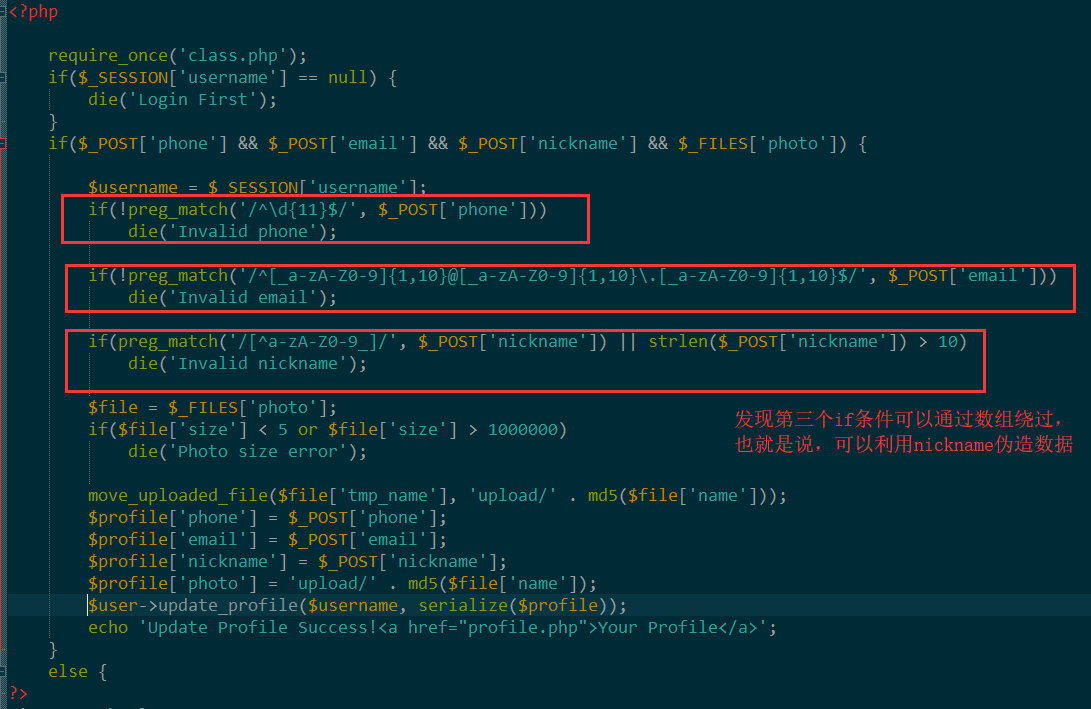 <?php
require_once('class.php');
if($_SESSION['username'] == null) {
die('Login First');
}
if($_POST['phone'] && $_POST['email'] && $_POST['nickname'] && $_FILES['photo']) {
$username = $_SESSION['username'];
if(!preg_match('/^\d{11}$/', $_POST['phone']))
die('Invalid phone');
if(!preg_match('/^[_a-zA-Z0-9]{1,10}@[_a-zA-Z0-9]{1,10}\.[_a-zA-Z0-9]{1,10}$/', $_POST['email']))
die('Invalid email');
if(preg_match('/[^a-zA-Z0-9_]/', $_POST['nickname']) || strlen($_POST['nickname']) > 10)
die('Invalid nickname');
$file = $_FILES['photo'];
if($file['size'] < 5 or $file['size'] > 1000000)
die('Photo size error');
发现第三个if条件可以通过数组绕过，
也就是说，可以利用nickname伪造数据
move_uploaded_file($file['tmp_name'], 'upload/' . md5($file['name']));
$profile['phone'] = $_POST['phone'];
$profile['email'] = $_POST['email'];
$profile['nickname'] = $_POST['nickname'];
$profile['photo'] = 'upload/' . md5($file['name']);
$user->update_profile($username, serialize($profile));
echo 'Update Profile Success!<a href="profile.php">Your Profile</a>';
}
else {
?>